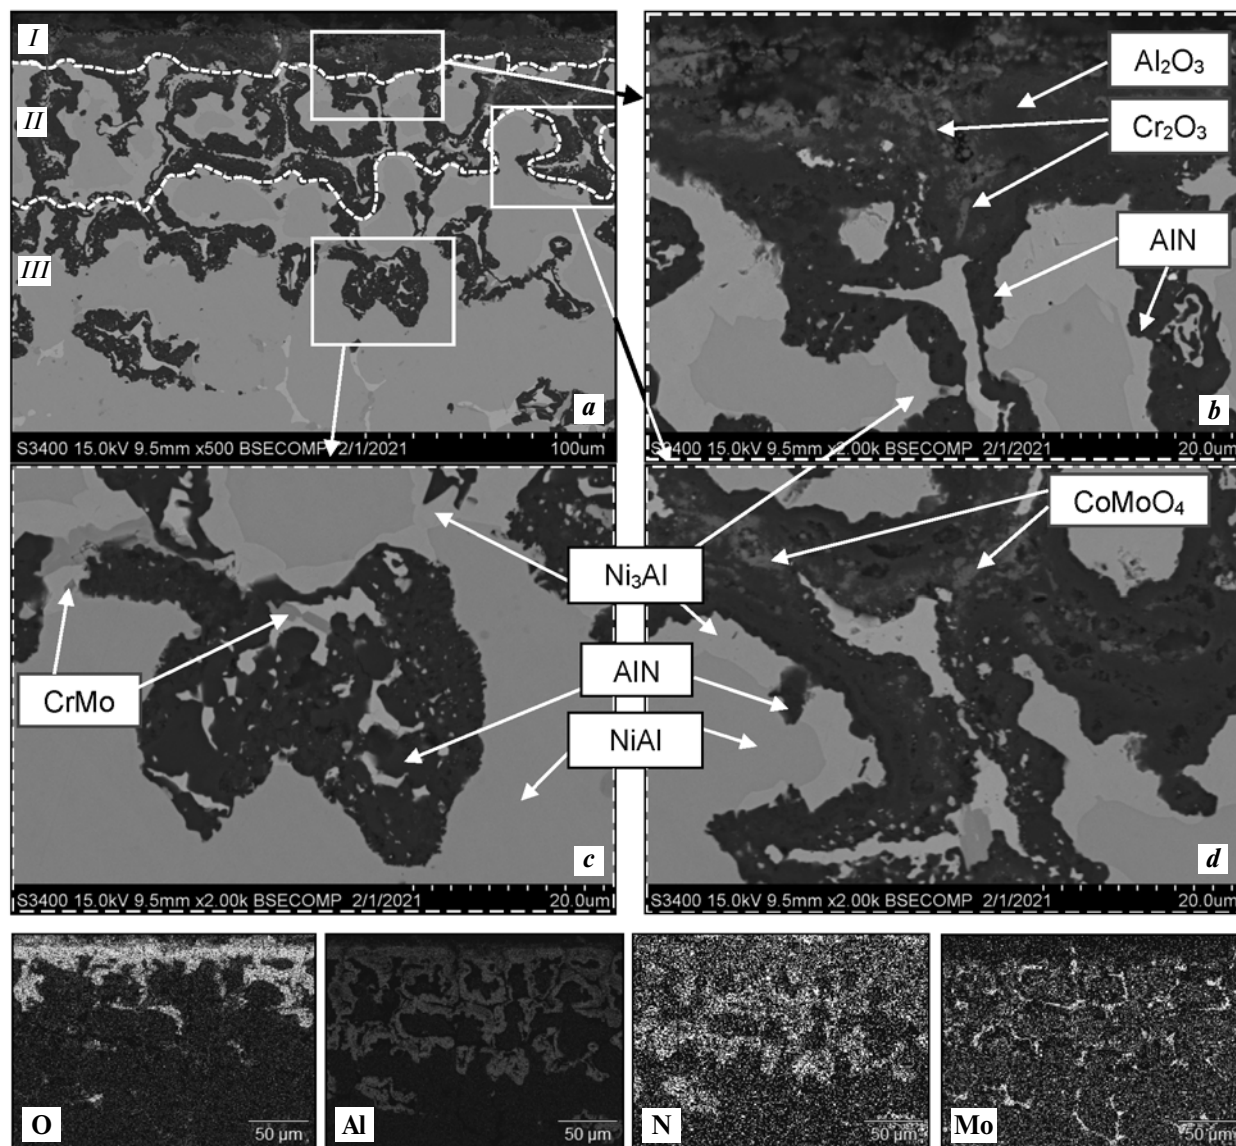 I
II
III
a
S3400 15.0kV 9.5mm x500 BSECOMP 2/1/2021 100um
Al₂O₃
Cr₂O₃
AlN
b
S3400 15.0kV 9.5mm x2.00k BSECOMP 2/1/2021 20.0um
CrMo
c
S3400 15.0kV 9.5mm x2.00k BSECOMP 2/1/2021 20.0um
Ni₃Al
AlN
NiAl
CoMoO₄
d
S3400 15.0kV 9.5mm x2.00k BSECOMP 2/1/2021 20.0um
O
50 µm
Al
50 µm
N
50 µm
Mo
50 µm